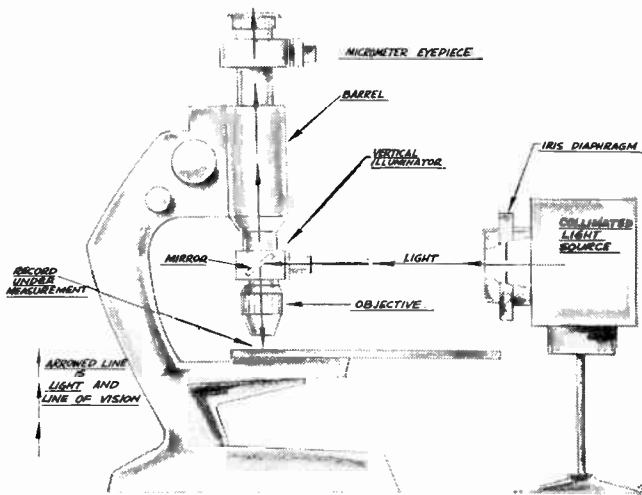 MICROMETER EYEPIECE
BARREL
VERTICAL
ILLUMINATOR
IRIS DIAPHRAGM
COLLIMATED
LIGHT
SOURCE
MIRROR
LIGHT
RECORD
UNDER
MEASUREMENT
OBJECTIVE
ARROWED LINE
IS
LIGHT AND
LINE OF VISION